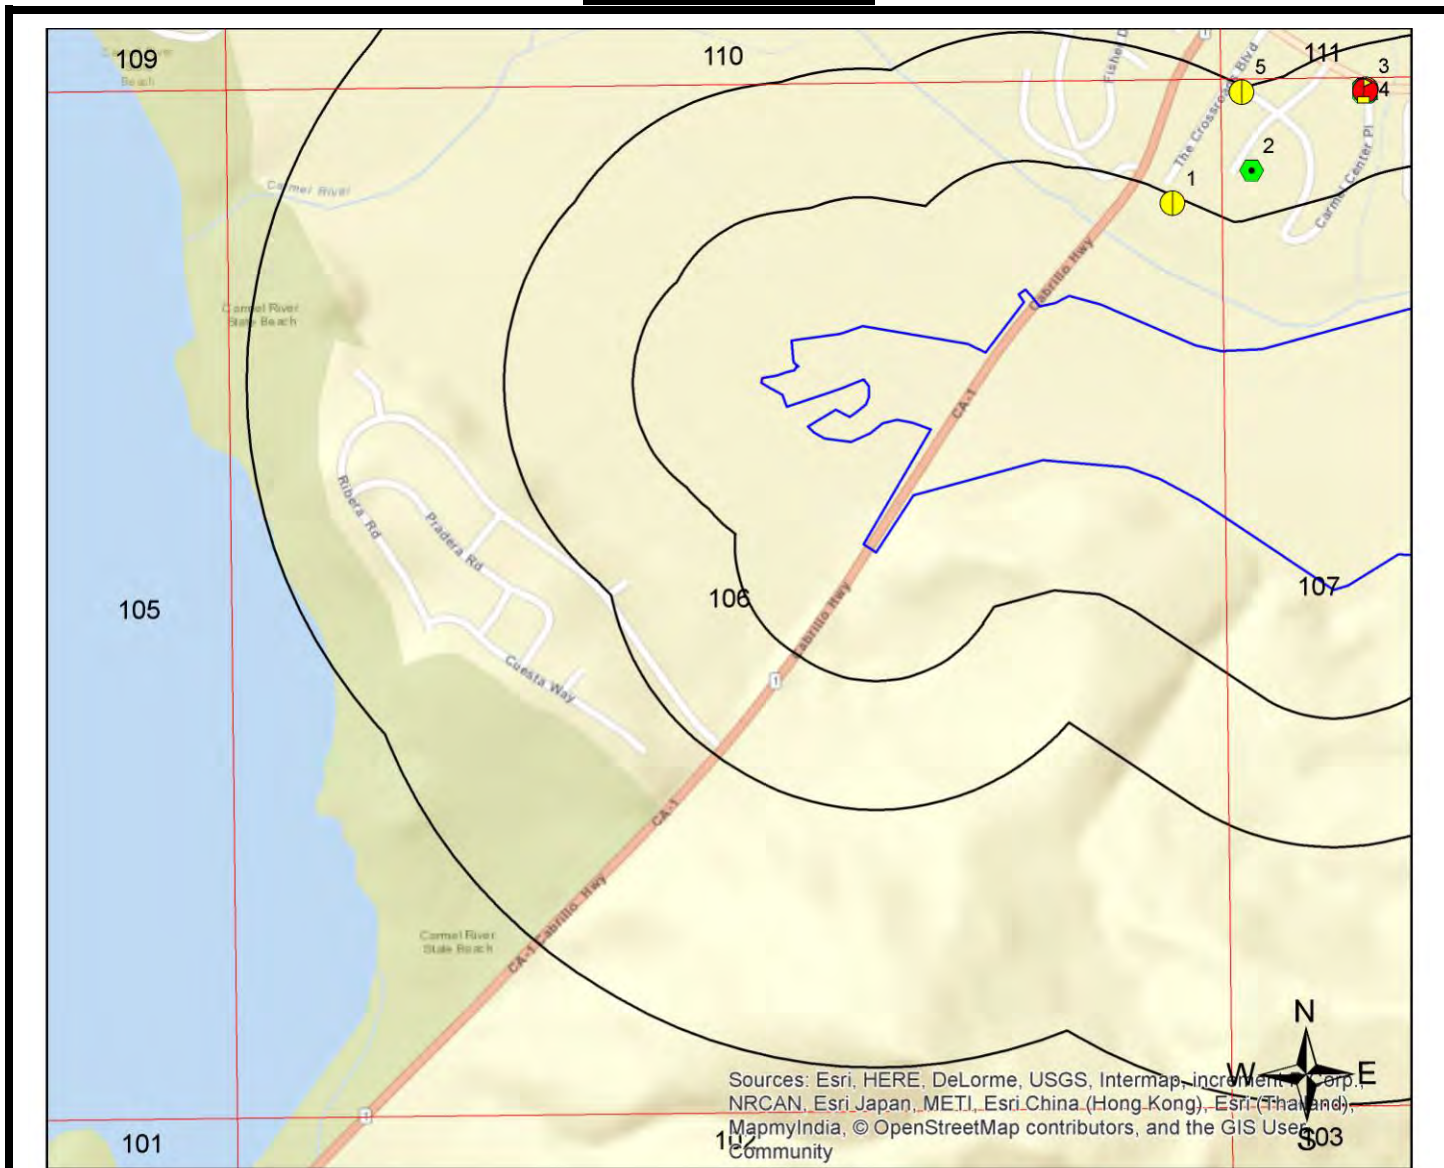 109
110
111
3
4
5
2
1
Beach
Fisher D
The Crossroads Blvd
Carmel Center Pl
Carmel River
Carmel River
State Beach
Cabrillo Hwy
CA-1
Ribera Rd
Pradera Rd
Cuesta Way
105
106
107
Cabrillo Hwy
1
CA-1
Carmel River
State Beach
CA-1 Cabrillo Hwy
1
N
W
E
S
Sources: Esri, HERE, DeLorme, USGS, Intermap, increment P Corp.,
NRCAN, Esri Japan, METI, Esri China (Hong Kong), Esri (Thailand),
MapmyIndia, © OpenStreetMap contributors, and the GIS User
Community
101
102
103